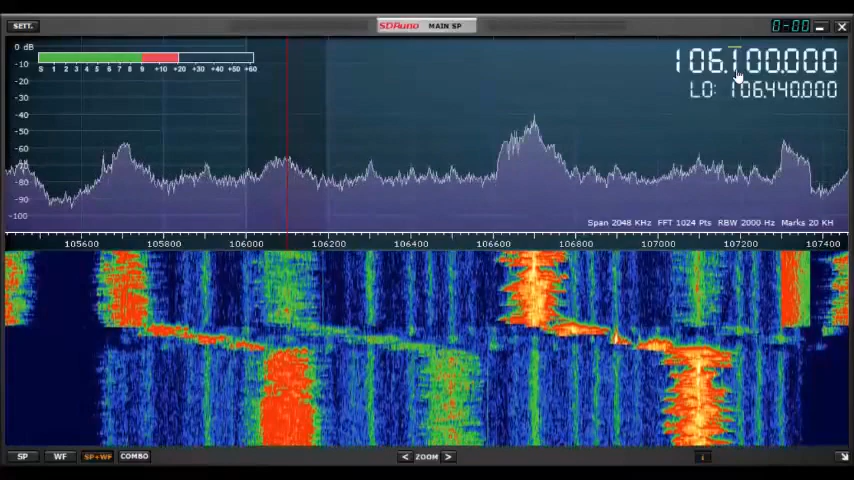 SETT.
SDRuno MAIN SP
0-00
0 dB
-10
-20
-30
-40
-50
-60
-70
-80
-90
-100
S 1 2 3 4 5 6 7 8 9 +10 +20 +30 +40 +50 +60
106.100.000
LO: 106.440.000
Span 2048 KHz FFT 1024 Pts RBW 2000 Hz Marks 20 KH
105600 105800 106000 106200 106400 106600 106800 107000 107200 107400
SP WF SP+WF COMBO < ZOOM > i